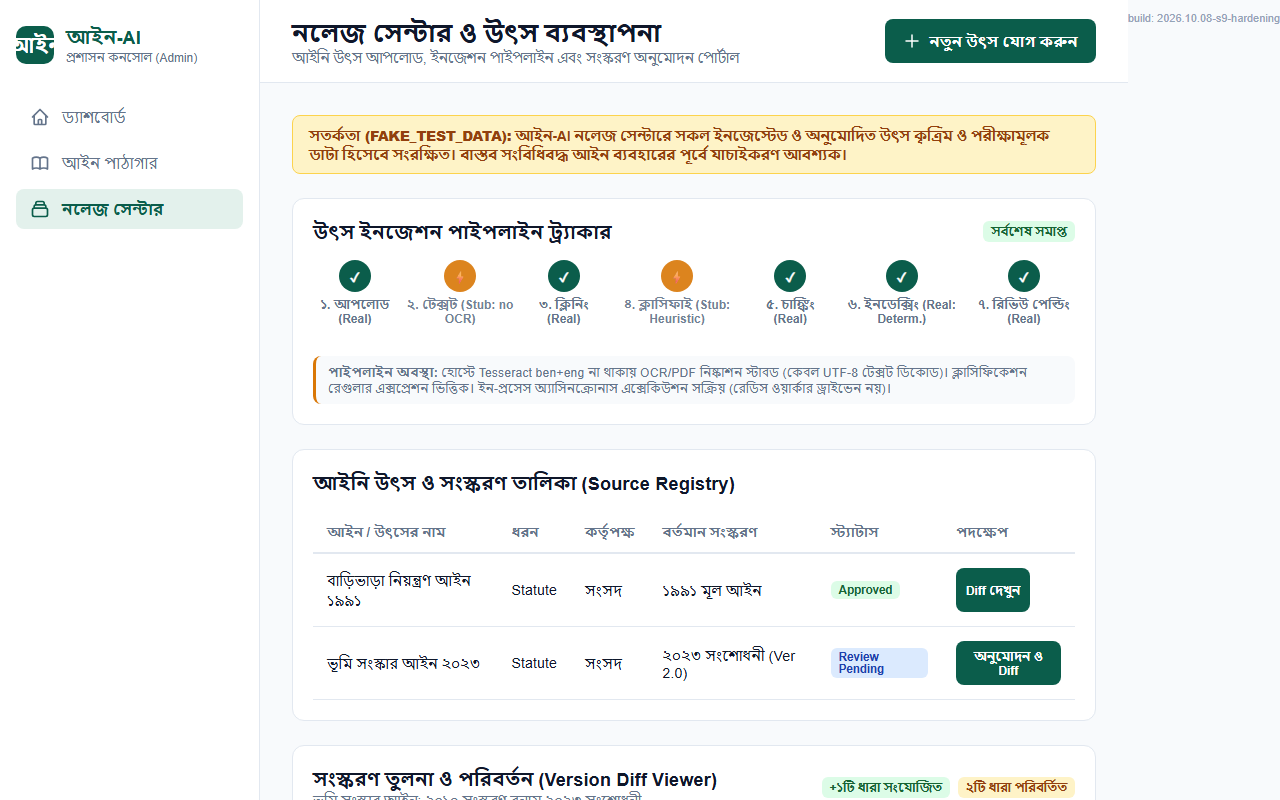 আইন
আইন-AI
প্রশাসন কনসোল (Admin)
ড্যাশবোর্ড
আইন পাঠাগার
নলেজ সেন্টার
নলেজ সেন্টার ও উৎস ব্যবস্থাপনা
আইনি উৎস আপলোড, ইনজেশন পাইপলাইন এবং সংস্করণ অনুমোদন পোর্টাল
+ নতুন উৎস যোগ করুন
build: 2026.10.08-s9-hardening
সতর্কতা (FAKE_TEST_DATA): আইন-AI নলেজ সেন্টারে সকল ইনজেস্টেড ও অনুমোদিত উৎস কৃত্রিম ও পরীক্ষামূলক
ডাটা হিসেবে সংরক্ষিত। বাস্তব সংবিধিবদ্ধ আইন ব্যবহারের পূর্বে যাচাইকরণ আবশ্যক।
উৎস ইনজেশন পাইপলাইন ট্র্যাকার
সর্বশেষ সমাপ্ত
১. আপলোড
(Real)
২. টেক্সট (Stub: no
OCR)
৩. ক্লিনিং
(Real)
৪. ক্লাসিফাই (Stub:
Heuristic)
৫. চাঙ্কিং
(Real)
৬. ইনডেক্সিং (Real:
Determ.)
৭. রিভিউ পেন্ডিং
(Real)
পাইপলাইন অবস্থা: হোস্টে Tesseract ben+eng না থাকায় OCR/PDF নিষ্কাশন স্টাবড (কেবল UTF-8 টেক্সট ডিকোড)। ক্লাসিফিকেশন
রেগুলার এক্সপ্রেশন ভিত্তিক। ইন-প্রসেস অ্যাসিনক্রোনাস এক্সেকিউশন সক্রিয় (রেডিস ওয়ার্কার ড্রাইভেন নয়)।
আইনি উৎস ও সংস্করণ তালিকা (Source Registry)
আইন / উৎসের নাম
ধরন
কর্তৃপক্ষ
বর্তমান সংস্করণ
স্ট্যাটাস
পদক্ষেপ
বাড়িভাড়া নিয়ন্ত্রণ আইন
১৯৯১
Statute
সংসদ
১৯৯১ মূল আইন
Approved
Diff দেখুন
ভূমি সংস্কার আইন ২০২৩
Statute
সংসদ
২০২৩ সংশোধনী (Ver
2.0)
Review
Pending
অনুমোদন ও
Diff
সংস্করণ তুলনা ও পরিবর্তন (Version Diff Viewer)
+১টি ধারা সংযোজিত
২টি ধারা পরিবর্তিত
ভূমি সংস্কার আইন: ২০১০ সংস্করণ বনাম ২০২৩ সংশোধনী